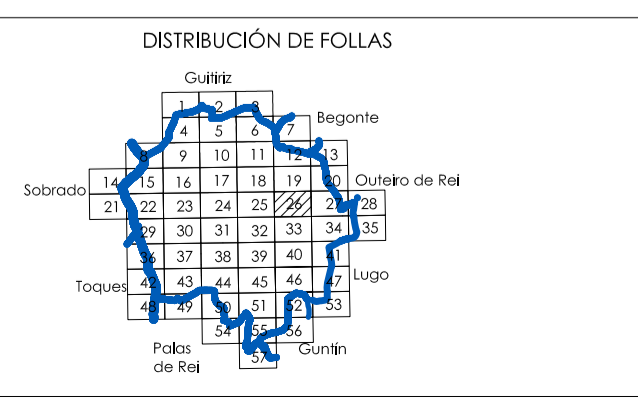 DISTRIBUCIÓN DE FOLLAS
Guitiriz
1 2 3
4 5 6 7 Begonte
8 9 10 11 12 13
14 15 16 17 18 19 20 Outeiro de Rei
Sobrado
21 22 23 24 25 26 27 28
29 30 31 32 33 34 35
36 37 38 39 40 41
Toques 42 43 44 45 46 47 Lugo
48 49 50 51 52 53
54 55 56
Palas Guntín
de Rei 57